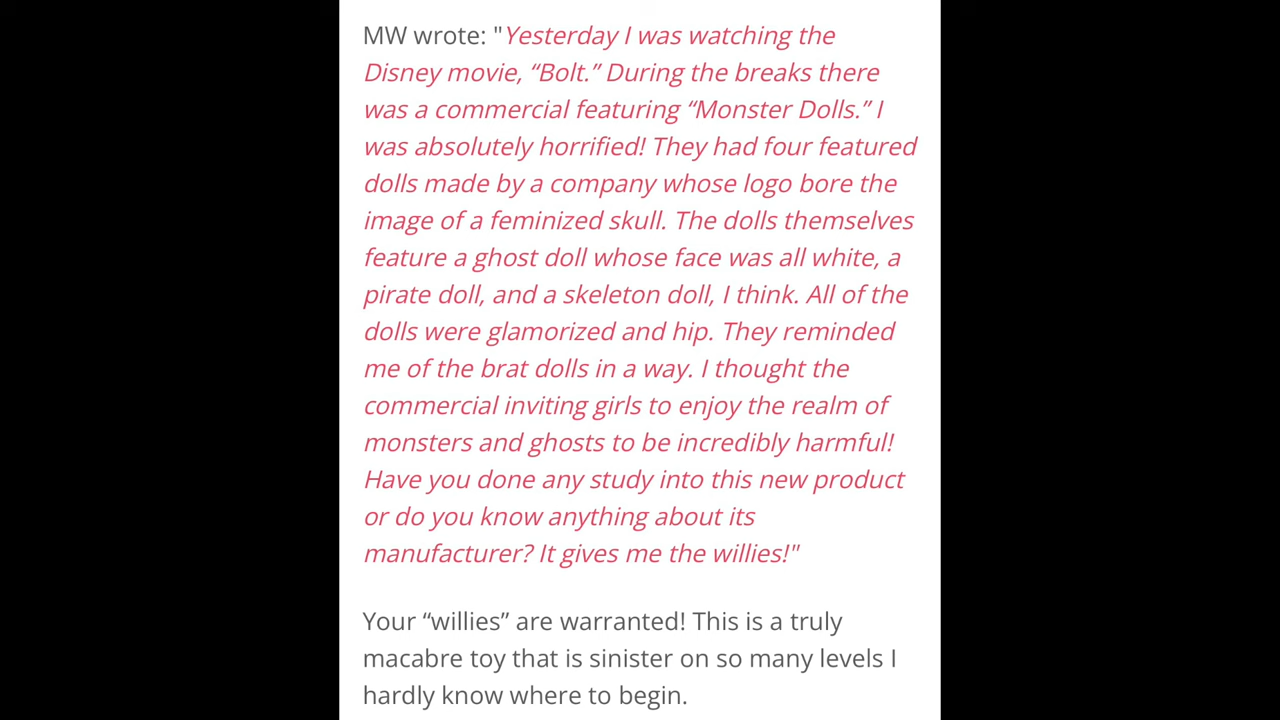 MW wrote: "Yesterday I was watching the
Disney movie, “Bolt.” During the breaks there
was a commercial featuring “Monster Dolls.” I
was absolutely horrified! They had four featured
dolls made by a company whose logo bore the
image of a feminized skull. The dolls themselves
feature a ghost doll whose face was all white, a
pirate doll, and a skeleton doll, I think. All of the
dolls were glamorized and hip. They reminded
me of the brat dolls in a way. I thought the
commercial inviting girls to enjoy the realm of
monsters and ghosts to be incredibly harmful!
Have you done any study into this new product
or do you know anything about its
manufacturer? It gives me the willies!"
Your “willies” are warranted! This is a truly
macabre toy that is sinister on so many levels I
hardly know where to begin.